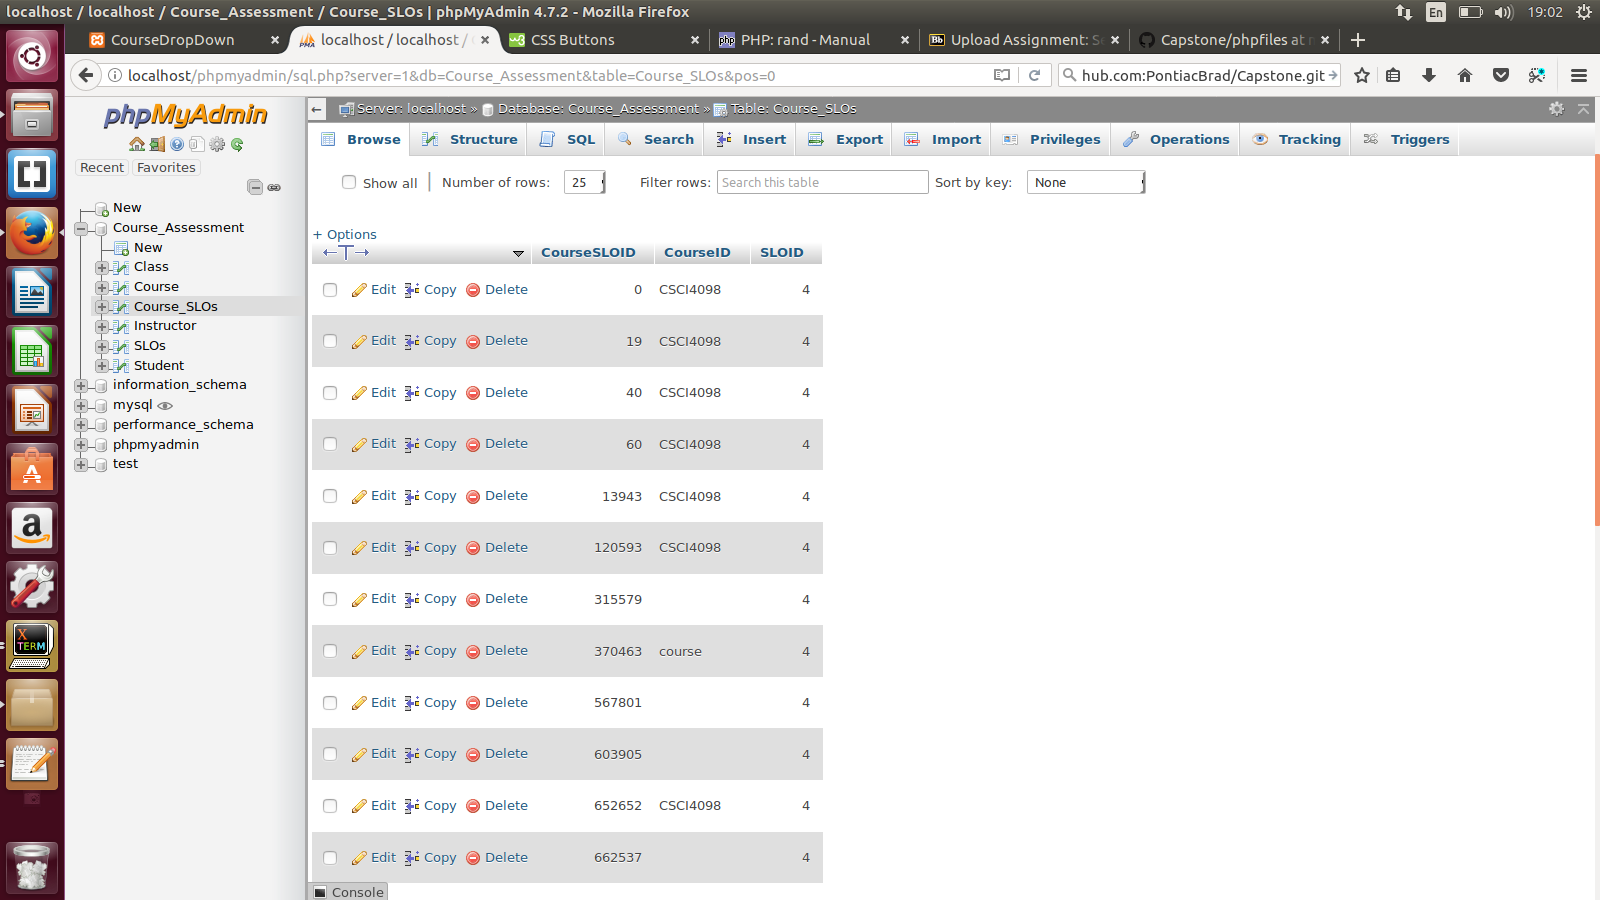 localhost / localhost / Course_Assessment / Course_SLOs | phpMyAdmin 4.7.2 - Mozilla Firefox
En
19:02
CourseDropDown
localhost / localhost /
CSS Buttons
PHP: rand - Manual
Upload Assignment: S
Capstone/phpfiles at
localhost/phpmyadmin/sql.php?server=1&db=Course_Assessment&table=Course_SLOs&pos=0
hub.com:PontiacBrad/Capstone.git
phpMyAdmin
Recent
Favorites
New
Course_Assessment
New
Class
Course
Course_SLOs
Instructor
SLOs
Student
information_schema
mysql
performance_schema
phpmyadmin
test
Server: localhost » Database: Course_Assessment » Table: Course_SLOs
Browse
Structure
SQL
Search
Insert
Export
Import
Privileges
Operations
Tracking
Triggers
Show all
Number of rows:
25
Filter rows:
Search this table
Sort by key:
None
+ Options
CourseSLOID CourseID SLOID
Edit Copy Delete 0 CSCI4098 4
Edit Copy Delete 19 CSCI4098 4
Edit Copy Delete 40 CSCI4098 4
Edit Copy Delete 60 CSCI4098 4
Edit Copy Delete 13943 CSCI4098 4
Edit Copy Delete 120593 CSCI4098 4
Edit Copy Delete 315579 4
Edit Copy Delete 370463 course 4
Edit Copy Delete 567801 4
Edit Copy Delete 603905 4
Edit Copy Delete 652652 CSCI4098 4
Edit Copy Delete 662537 4
Console
X
TERM